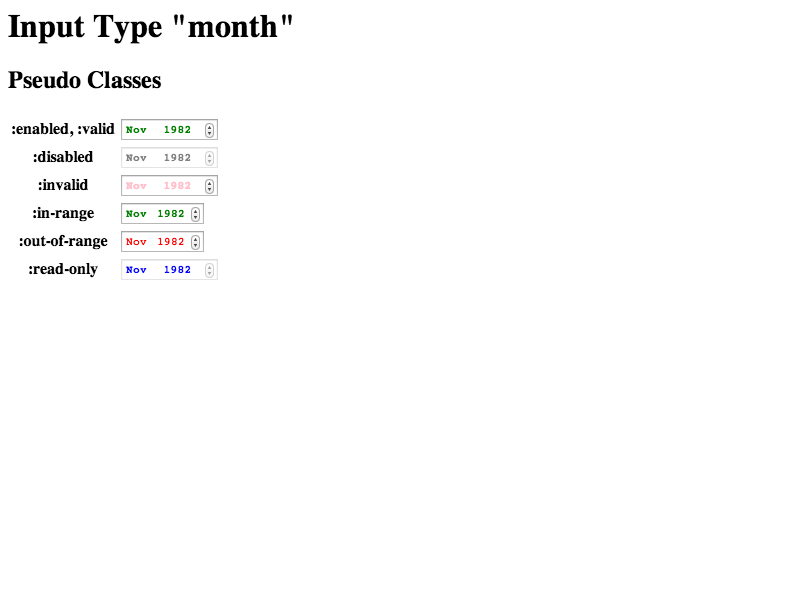 Input Type "month"
Pseudo Classes
:enabled, :valid Nov 1982
:disabled Nov 1982
:invalid Nov 1982
:in-range Nov 1982
:out-of-range Nov 1982
:read-only Nov 1982